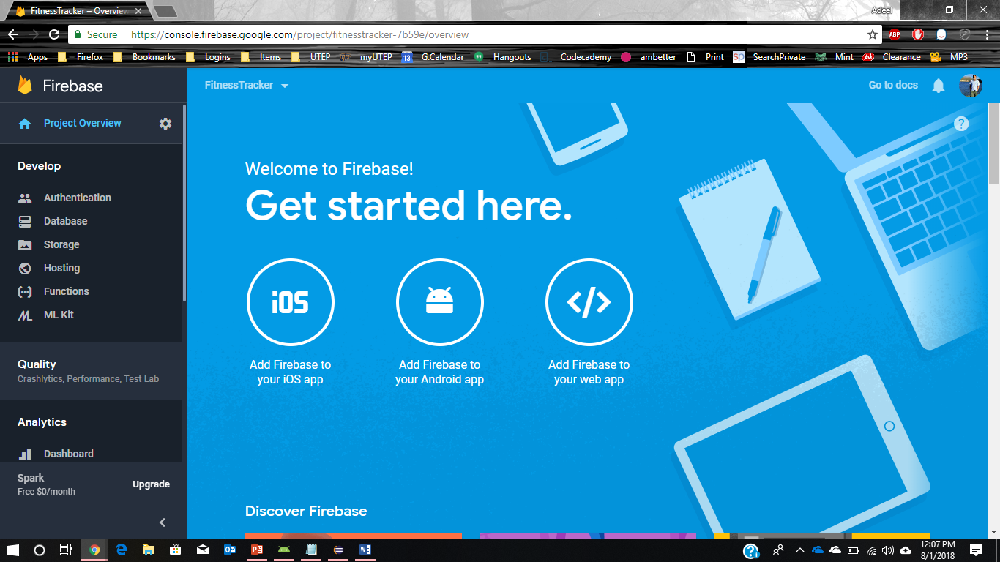 FitnessTracker – Overview
Adeel
Secure
https://console.firebase.google.com/project/fitnesstracker-7b59e/overview
ABP
Apps Firefox Bookmarks Logins Items UTEP myUTEP 13 G.Calendar Hangouts Codecademy ambetter Print sp SearchPrivate Mint Clearance MP3
Firebase
FitnessTracker
Go to docs
Project Overview
?
Develop
Authentication
Database
Storage
Hosting
Functions
ML Kit
Quality
Crashlytics, Performance, Test Lab
Analytics
Dashboard
Spark
Free $0/month
Upgrade
Welcome to Firebase!
Get started here.
iOS
Add Firebase to
your iOS app
Add Firebase to
your Android app
</>
Add Firebase to
your web app
Discover Firebase
12:07 PM
8/1/2018